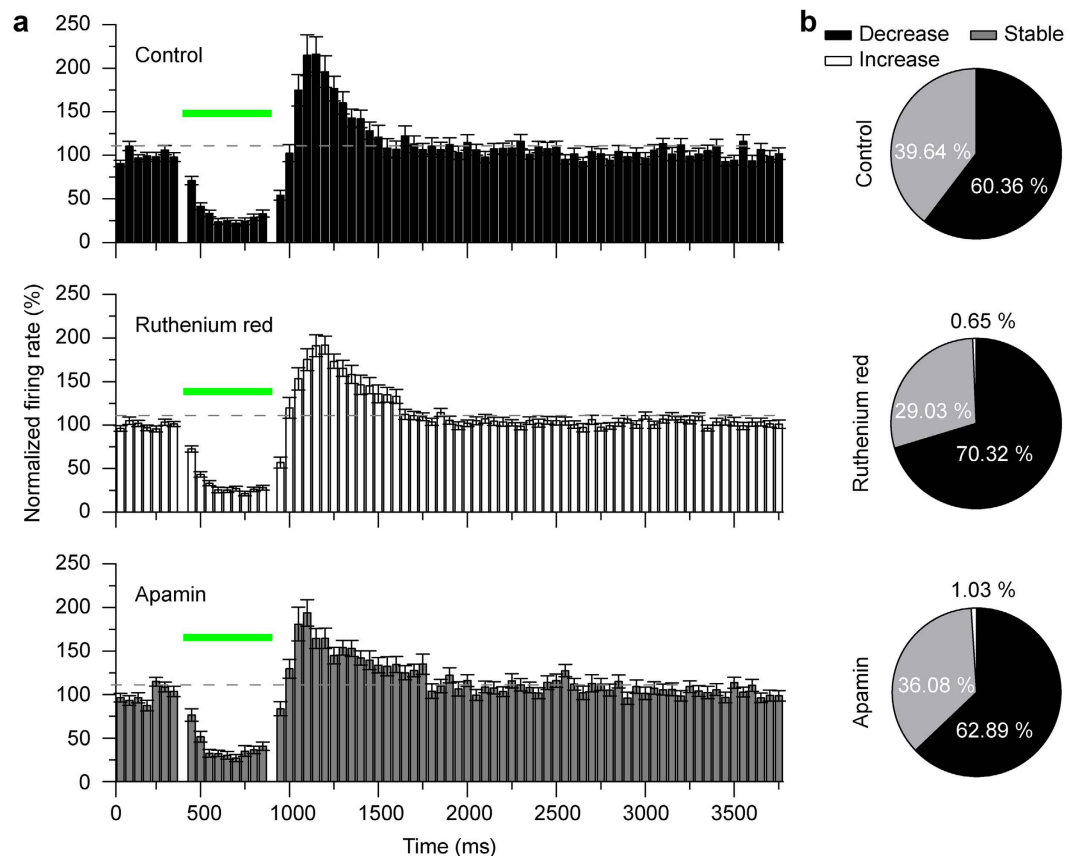 a
250
200
150
100
50
0
Control
250
200
150
100
50
0
Ruthenium red
250
200
150
100
50
0
Apamin
0 500 1000 1500 2000 2500 3000 3500
Time (ms)
Normalized firing rate (%)
b
Decrease Stable
Increase
Control
39.64 %
60.36 %
Ruthenium red
0.65 %
29.03 %
70.32 %
Apamin
1.03 %
36.08 %
62.89 %